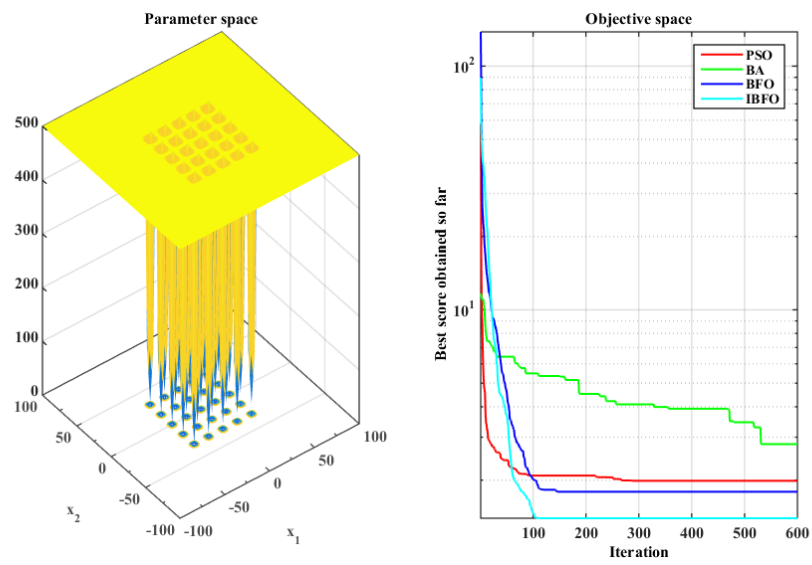 Parameter space
500
400
300
200
100
0
100
50
0
-50
-100
x2
-100
-50
0
50
100
x1
Objective space
Best score obtained so far
10^2
10^1
PSO
BA
BFO
IBFO
100
200
300
400
500
600
Iteration